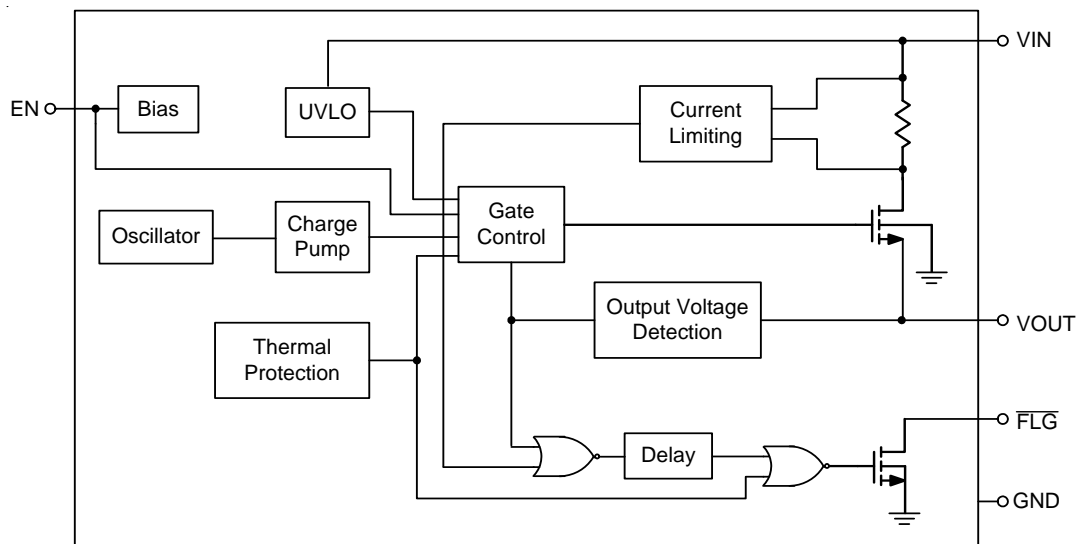 VIN
EN
Bias
UVLO
Current
Limiting
Gate
Control
Oscillator
Charge
Pump
Output Voltage
Detection
VOUT
Thermal
Protection
FLG
Delay
GND